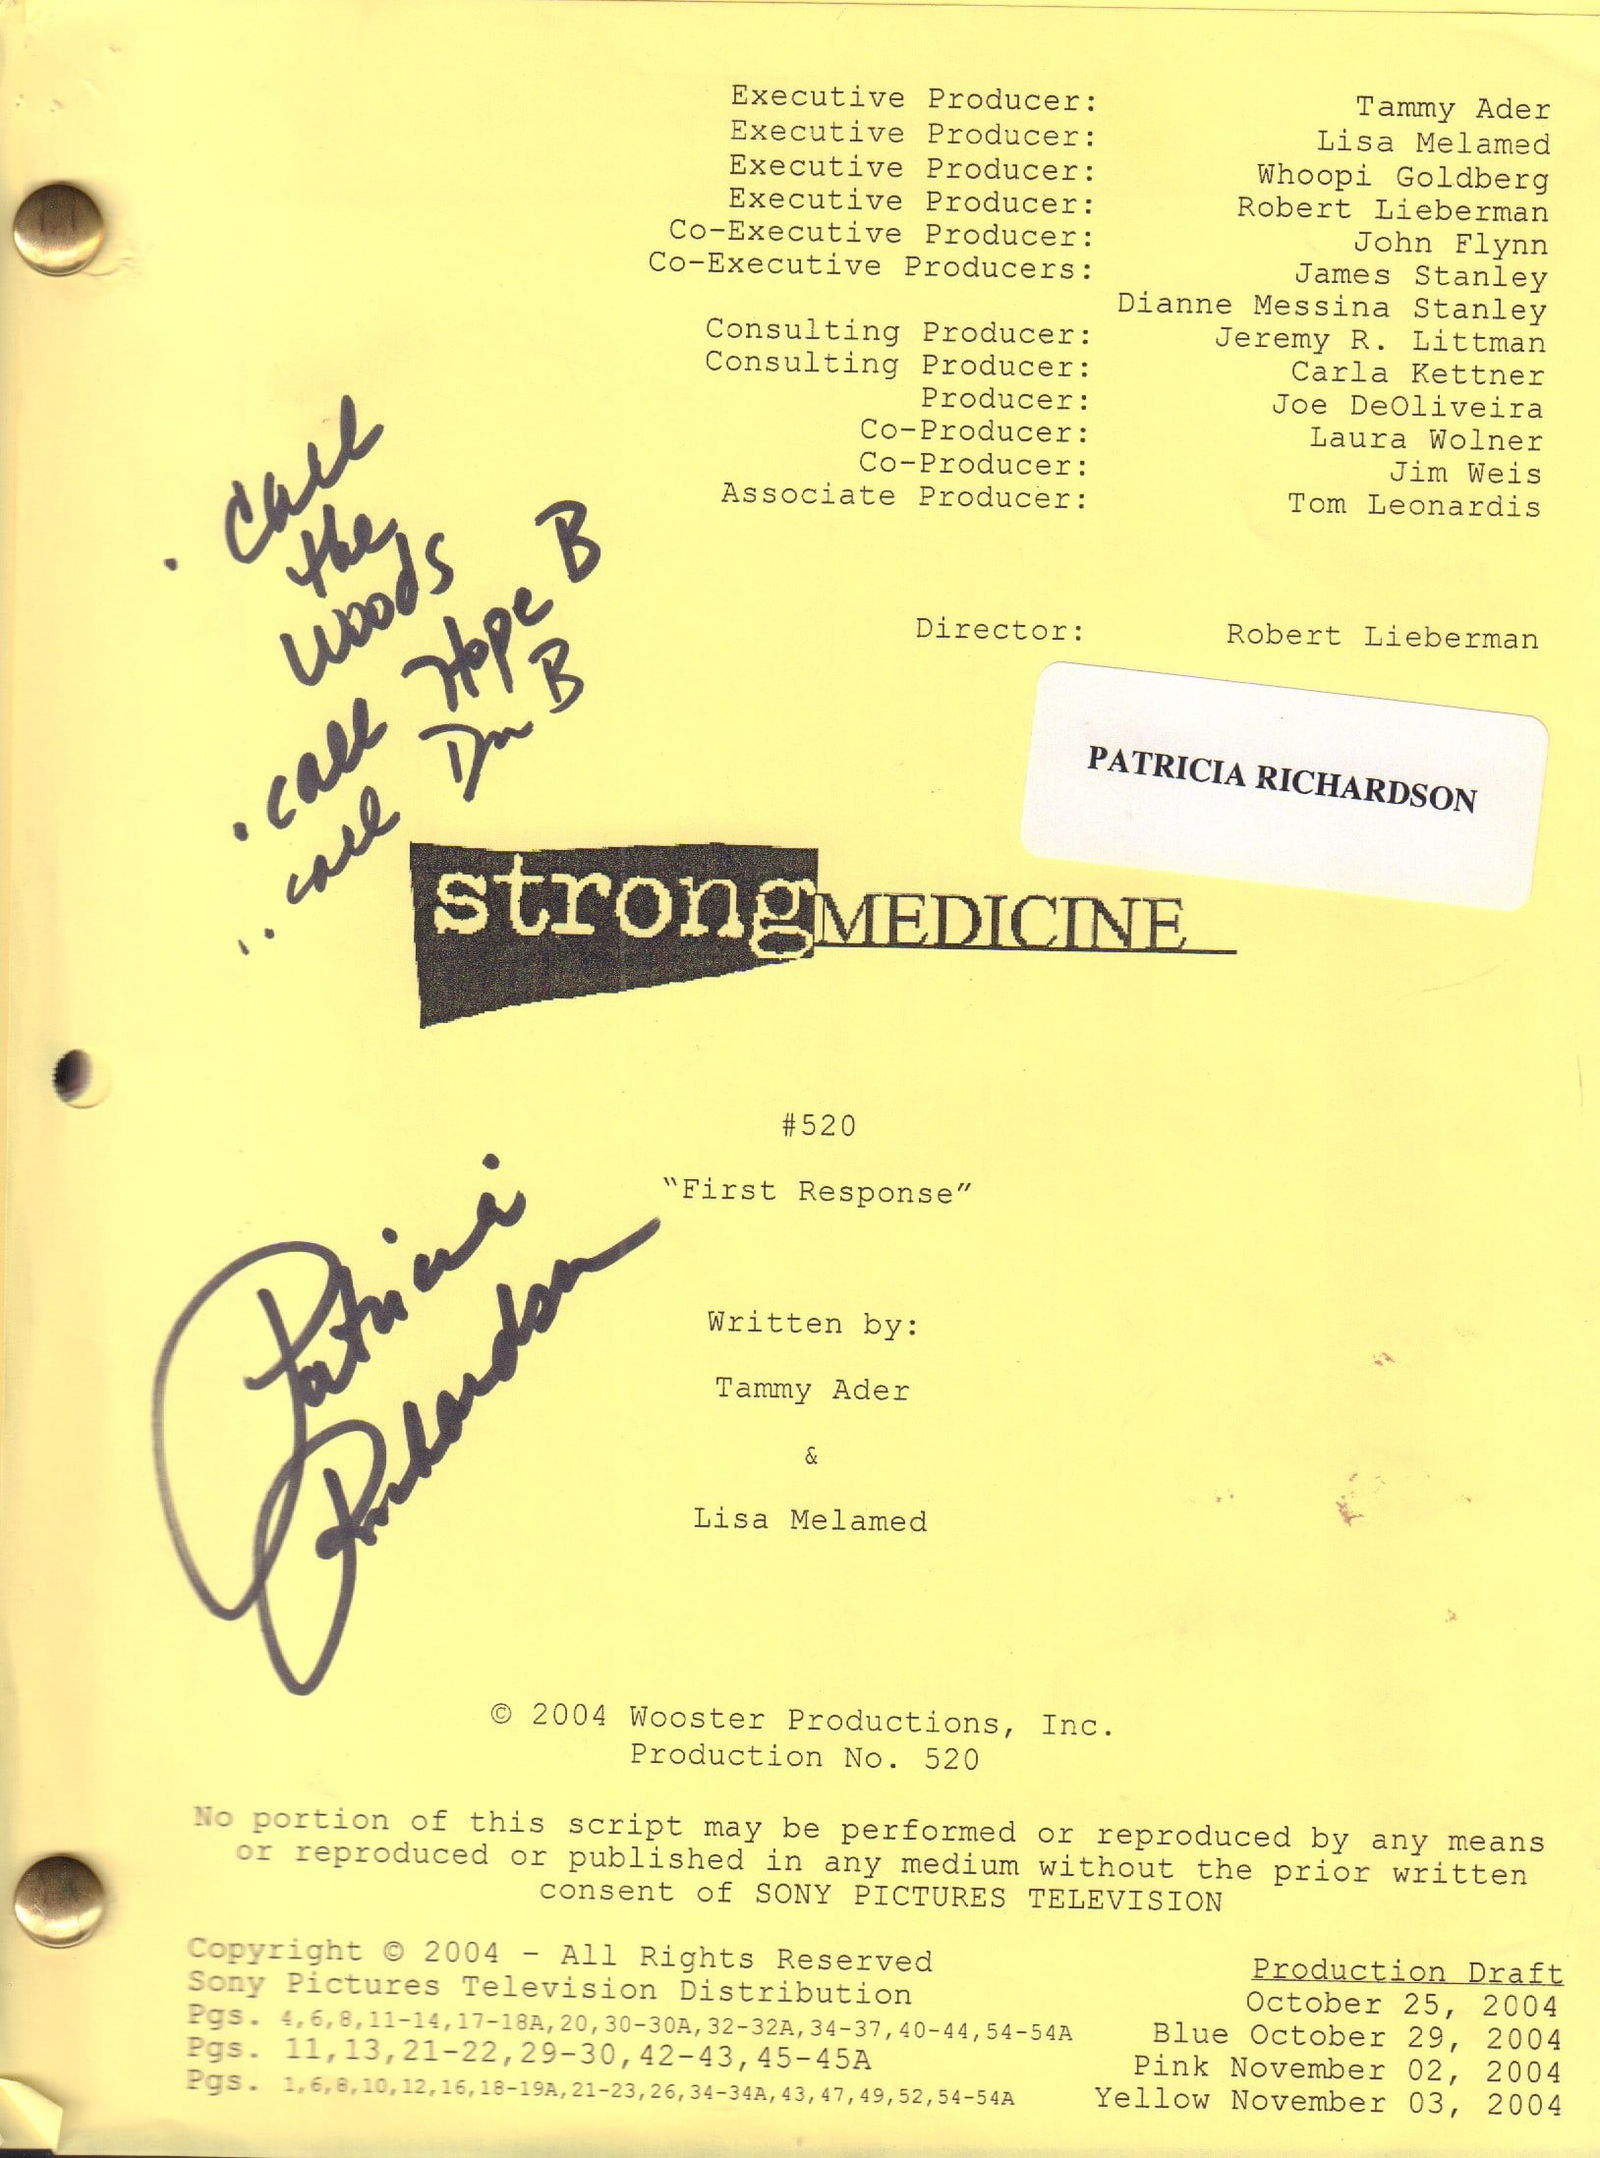 Executive Producer: Tammy Ader
Executive Producer: Lisa Melamed
Executive Producer: Whoopi Goldberg
Executive Producer: Robert Lieberman
Co-Executive Producer: John Flynn
Co-Executive Producers: James Stanley
Dianne Messina Stanley
Consulting Producer: Jeremy R. Littman
Consulting Producer: Carla Kettner
Producer: Joe DeOliveira
Co-Producer: Laura Wolner
Co-Producer: Jim Weis
Associate Producer: Tom Leonardis
. Call
the
Woods
. call Hope B
.. call D B
Director: Robert Lieberman
PATRICIA RICHARDSON
strong MEDICINE
#520
“First Response”
Written by:
Tammy Ader
&
Lisa Melamed
Patricia
Richardson
© 2004 Wooster Productions, Inc.
Production No. 520
No portion of this script may be performed or reproduced by any means
or reproduced or published in any medium without the prior written
consent of SONY PICTURES TELEVISION
Copyright © 2004 - All Rights Reserved
Sony Pictures Television Distribution
Pgs. 4,6,8,11-14,17-18A,20,30-30A,32-32A,34-37,40-44,54-54A
Pgs. 11,13,21-22,29-30,42-43,45-45A
Pgs. 1,6,8,10,12,16,18-19A,21-23,26,34-34A,43,47,49,52,54-54A
Production Draft
October 25, 2004
Blue October 29, 2004
Pink November 02, 2004
Yellow November 03, 2004